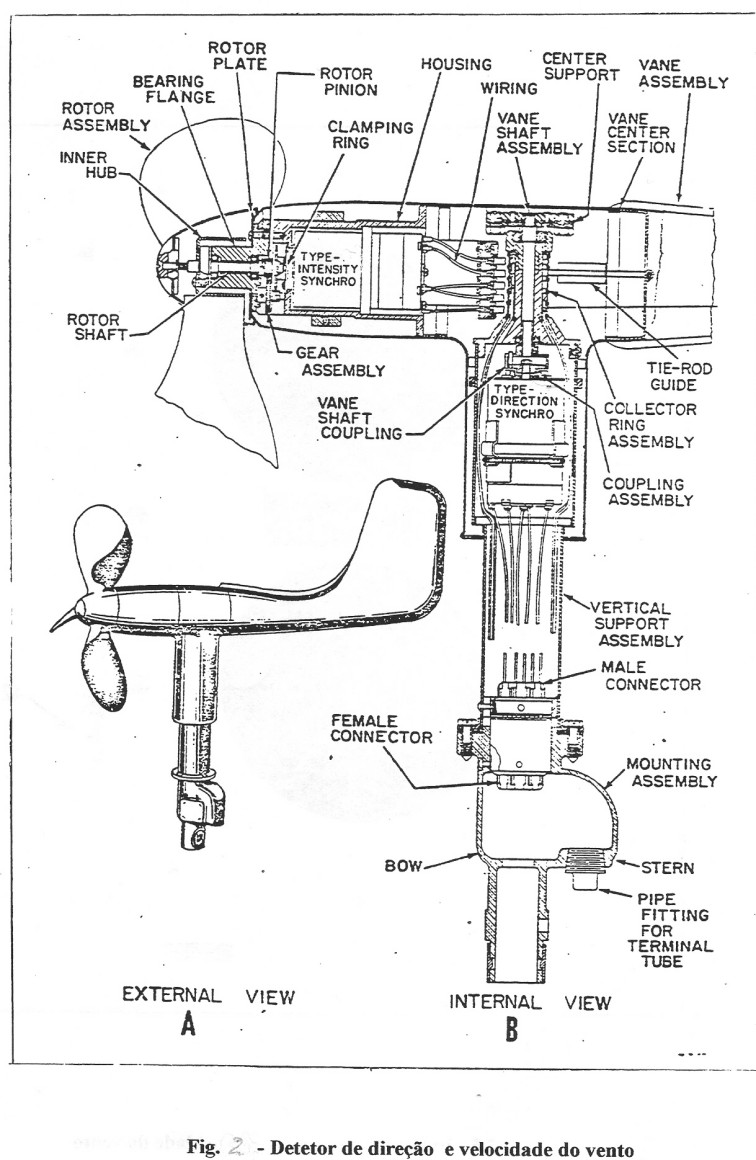 ROTOR
PLATE
BEARING
FLANGE
ROTOR
ASSEMBLY
INNER
HUB
ROTOR
PINION
CLAMPING
RING
HOUSING
WIRING
CENTER
SUPPORT
VANE
SHAFT
ASSEMBLY
VANE
ASSEMBLY
VANE
CENTER
SECTION
TYPE-
INTENSITY
SYNCHRO
ROTOR
SHAFT
GEAR
ASSEMBLY
VANE
SHAFT
COUPLING
TYPE-
DIRECTION
SYNCHRO
TIE-ROD
GUIDE
COLLECTOR
RING
ASSEMBLY
COUPLING
ASSEMBLY
VERTICAL
SUPPORT
ASSEMBLY
MALE
CONNECTOR
FEMALE
CONNECTOR
MOUNTING
ASSEMBLY
BOW
STERN
PIPE
FITTING
FOR
TERMINAL
TUBE
EXTERNAL VIEW
A
INTERNAL VIEW
B
Fig. 2 - Detetor de direção e velocidade do vento